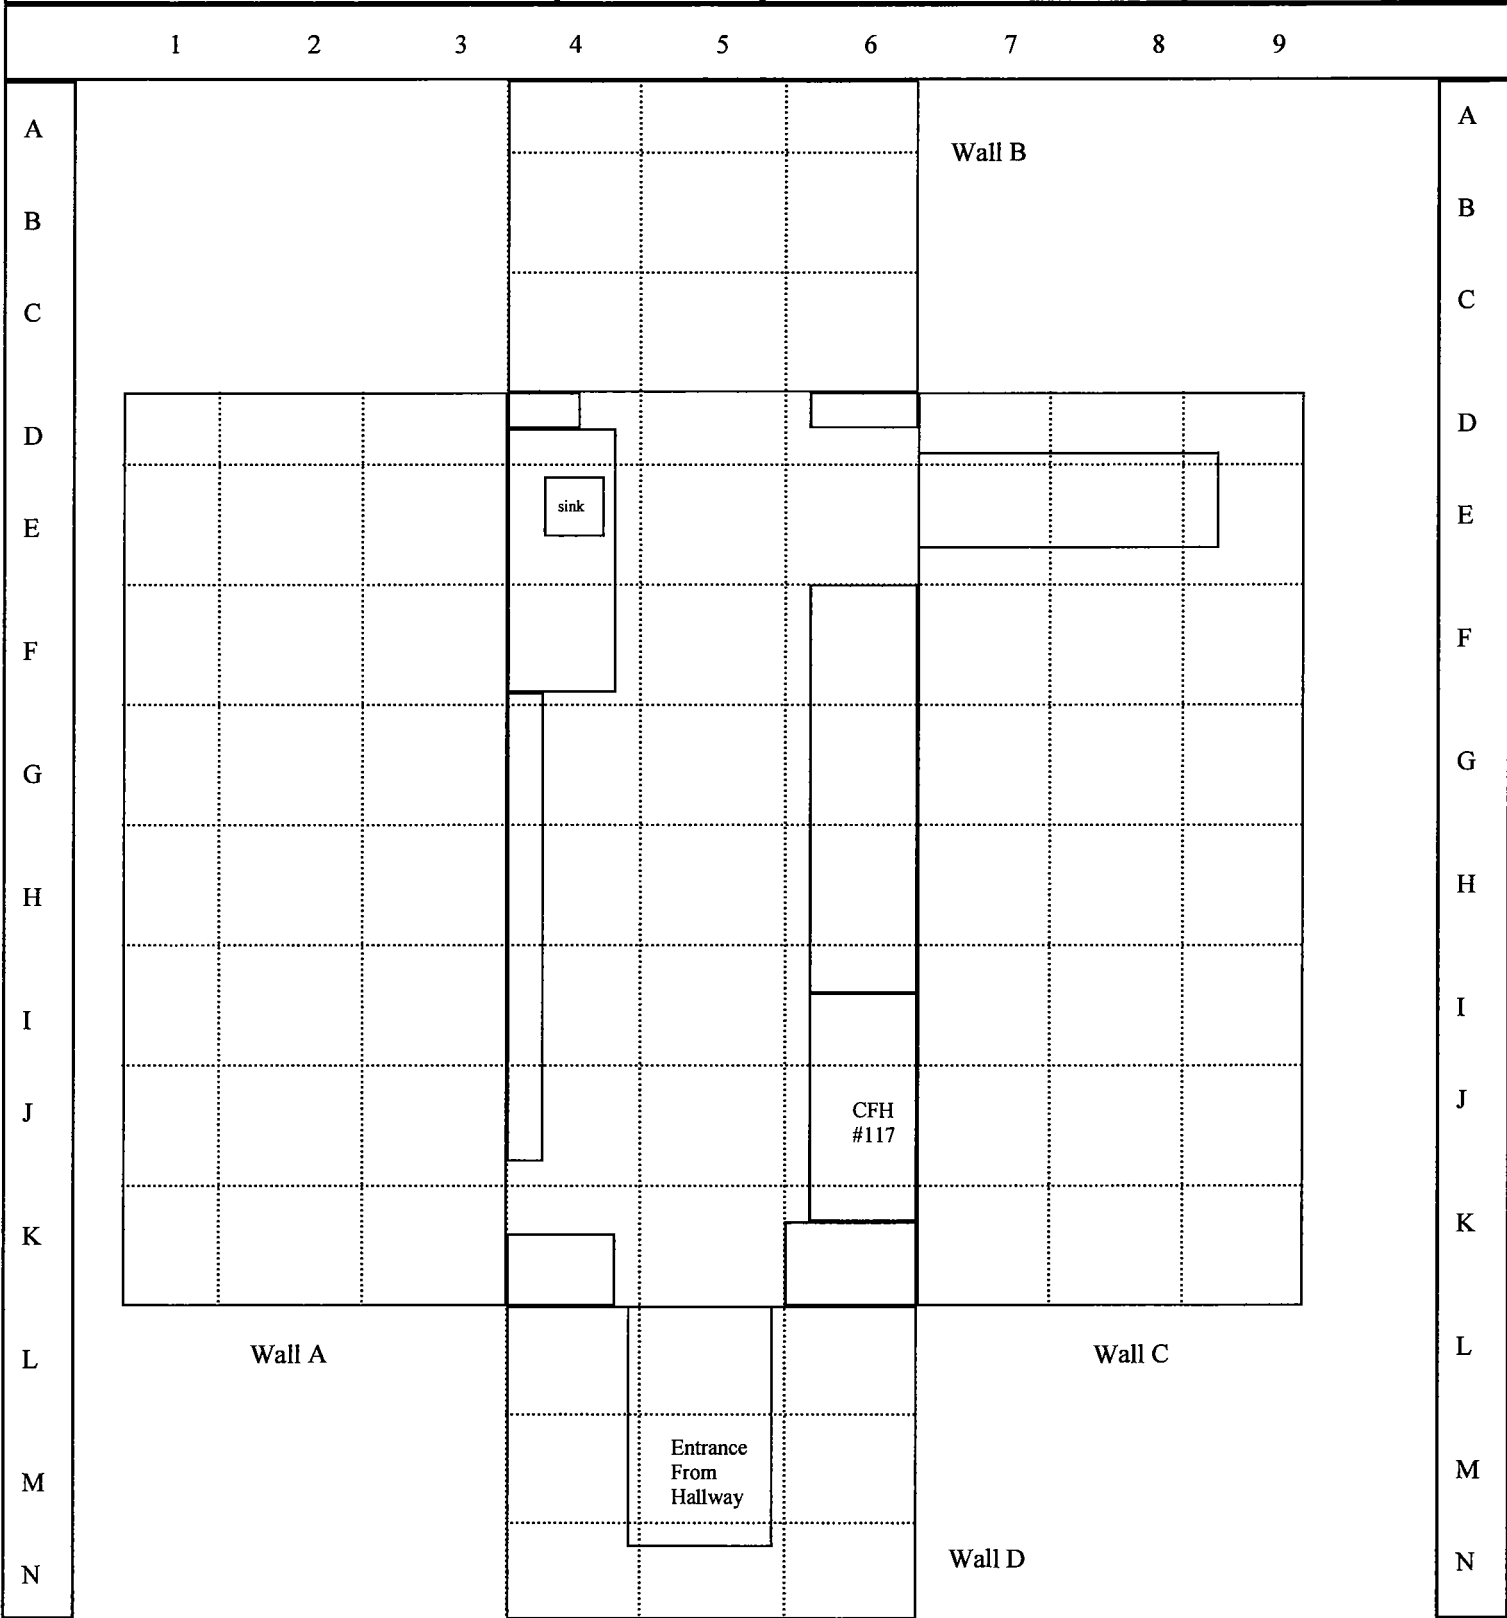 1 2 3 4 5 6 7 8 9
A A
Wall B
B B
C C
D D
sink
E E
F F
G G
H H
I I
J J
CFH
#117
K K
L Wall A Wall C L
Entrance
From
Hallway
M M
Wall D
N N